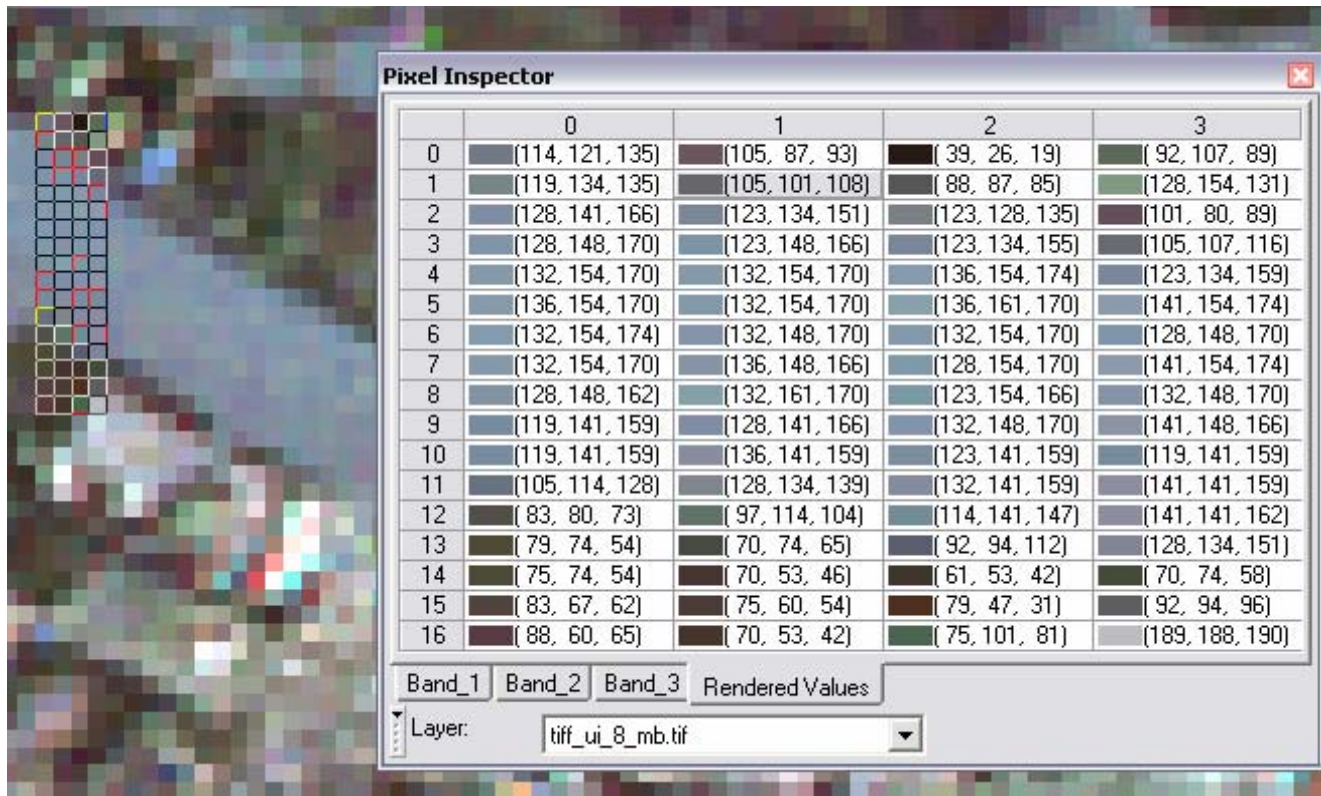 Pixel Inspector
0 1 2 3
0 (114, 121, 135) (105, 87, 93) ( 39, 26, 19) ( 92, 107, 89)
1 (119, 134, 135) (105, 101, 108) ( 88, 87, 85) (128, 154, 131)
2 (128, 141, 166) (123, 134, 151) (123, 128, 135) (101, 80, 89)
3 (128, 148, 170) (123, 148, 166) (123, 134, 155) (105, 107, 116)
4 (132, 154, 170) (132, 154, 170) (136, 154, 174) (123, 134, 159)
5 (136, 154, 170) (132, 154, 170) (136, 161, 170) (141, 154, 174)
6 (132, 154, 174) (132, 148, 170) (132, 154, 170) (128, 148, 170)
7 (132, 154, 170) (136, 148, 166) (128, 154, 170) (141, 154, 174)
8 (128, 148, 162) (132, 161, 170) (123, 154, 166) (132, 148, 170)
9 (119, 141, 159) (128, 141, 166) (132, 148, 170) (141, 148, 166)
10 (119, 141, 159) (136, 141, 159) (123, 141, 159) (119, 141, 159)
11 (105, 114, 128) (128, 134, 139) (132, 141, 159) (141, 141, 159)
12 ( 83, 80, 73) ( 97, 114, 104) (114, 141, 147) (141, 141, 162)
13 ( 79, 74, 54) ( 70, 74, 65) ( 92, 94, 112) (128, 134, 151)
14 ( 75, 74, 54) ( 70, 53, 46) ( 61, 53, 42) ( 70, 74, 58)
15 ( 83, 67, 62) ( 75, 60, 54) ( 79, 47, 31) ( 92, 94, 96)
16 ( 88, 60, 65) ( 70, 53, 42) ( 75, 101, 81) (189, 188, 190)
Band_1 Band_2 Band_3 Rendered Values
Layer: tiff_ui_8_mb.tif